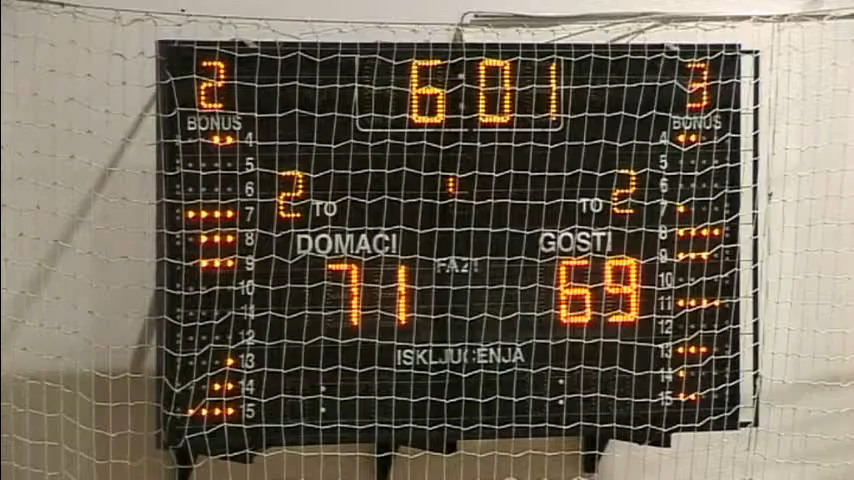 2 6 01 3
BONUS BONUS
4 4
5 5
6 2 2 6
TO TO
7 7
8 DOMACI GOSTI 8
9 9
71 69
10 10
11 11
12 12
ISKLJUCENJA
13 13
14 14
15 15